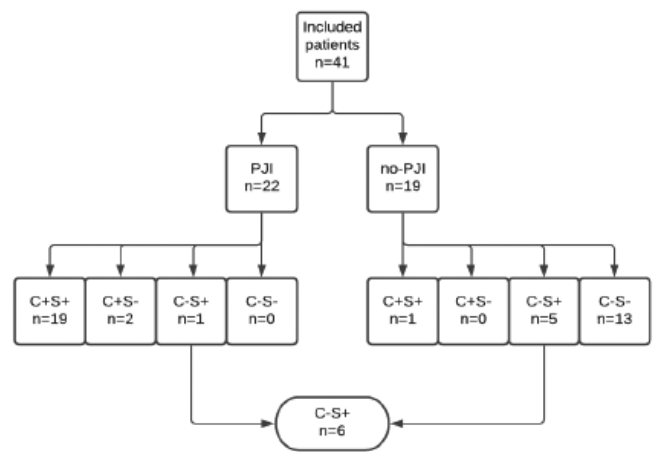 Included
patients
n=41
PJI
n=22
no-PJI
n=19
C+S+
n=19
C+S-
n=2
C-S+
n=1
C-S-
n=0
C+S+
n=1
C+S-
n=0
C-S+
n=5
C-S-
n=13
C-S+
n=6